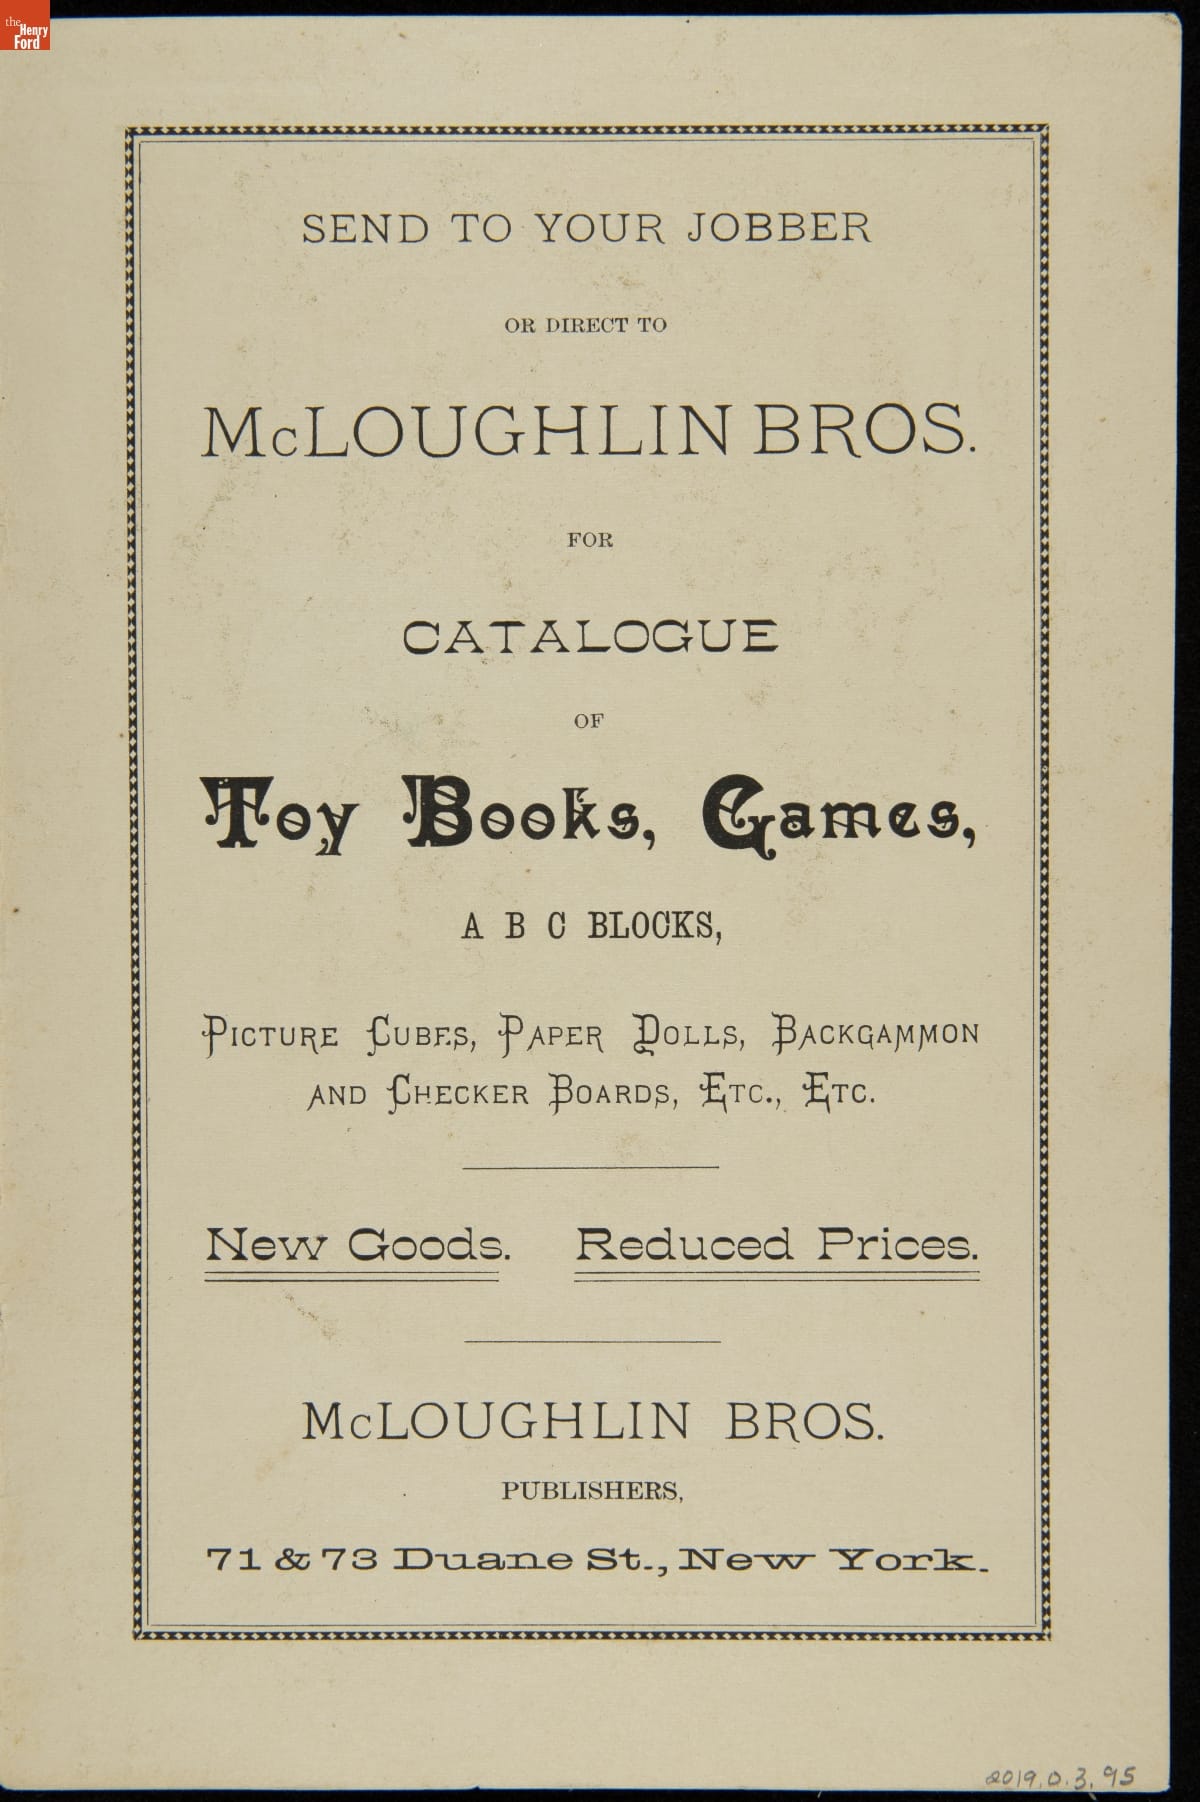 the
Henry
Ford
SEND TO YOUR JOBBER
OR DIRECT TO
McLOUGHLIN BROS.
FOR
CATALOGUE
OF
Toy Books, Games,
A B C BLOCKS,
PICTURE CUBES, PAPER DOLLS, BACKGAMMON
AND CHECKER BOARDS, ETC., ETC.
New Goods. Reduced Prices.
McLOUGHLIN BROS.
PUBLISHERS,
71 & 73 Duane St., New York.
2019.0.3.95